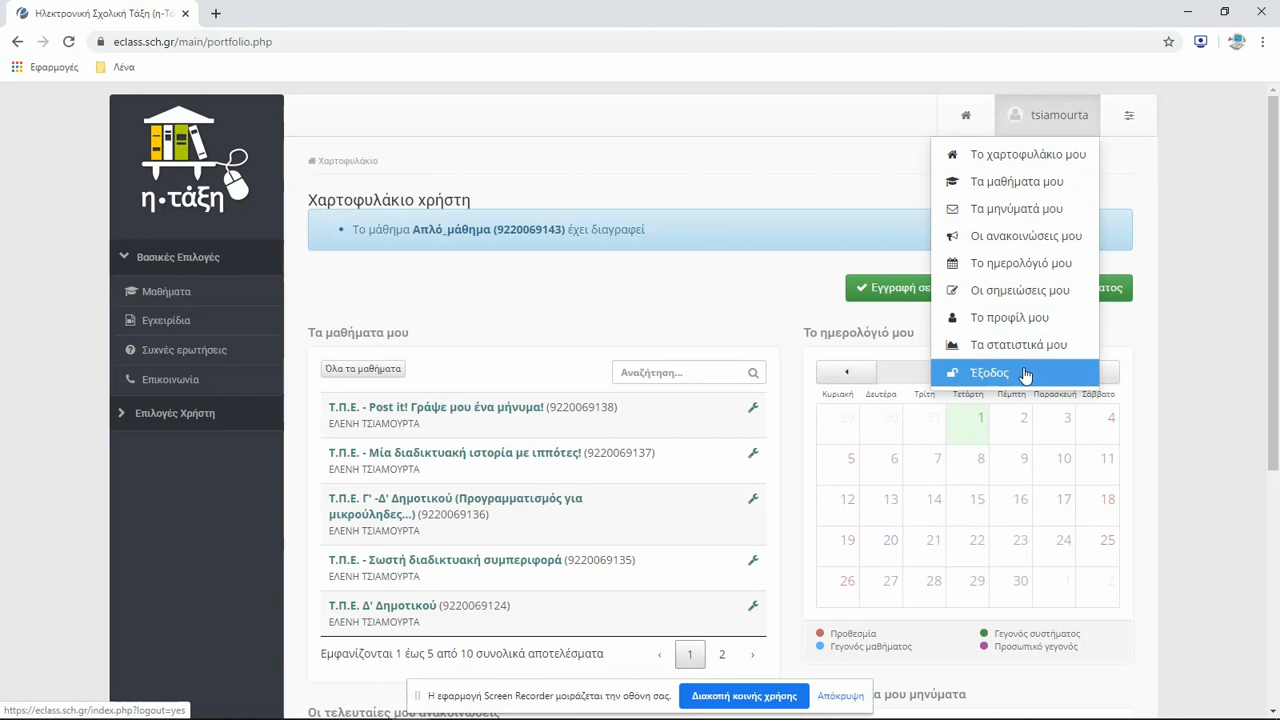 Ηλεκτρονική Σχολική Τάξη (η-Τά
eclass.sch.gr/main/portfolio.php
Εφαρμογές
Λένα
η·τάξη
tsiamourta
Βασικές Επιλογές
Μαθήματα
Εγχειρίδια
Συχνές ερωτήσεις
Επικοινωνία
Επιλογές Χρήστη
Χαρτοφυλάκιο
Χαρτοφυλάκιο χρήστη
Το μάθημα Απλό_μάθημα (9220069143) έχει διαγραφεί
Το χαρτοφυλάκιο μου
Τα μαθήματα μου
Τα μηνύματά μου
Οι ανακοινώσεις μου
Το ημερολόγιό μου
Οι σημειώσεις μου
Το προφίλ μου
Τα στατιστικά μου
Έξοδος
Εγγραφή σε
ατος
Τα μαθήματα μου
Όλα τα μαθήματα
Αναζήτηση...
Τ.Π.Ε. - Post it! Γράψε μου ένα μήνυμα! (9220069138)
ΕΛΕΝΗ ΤΣΙΑΜΟΥΡΤΑ
Τ.Π.Ε. - Μία διαδικτυακή ιστορία με ιππότες! (9220069137)
ΕΛΕΝΗ ΤΣΙΑΜΟΥΡΤΑ
Τ.Π.Ε. Γ' -Δ' Δημοτικού (Προγραμματισμός για
μικρούληδες...) (9220069136)
ΕΛΕΝΗ ΤΣΙΑΜΟΥΡΤΑ
Τ.Π.Ε. - Σωστή διαδικτυακή συμπεριφορά (9220069135)
ΕΛΕΝΗ ΤΣΙΑΜΟΥΡΤΑ
Τ.Π.Ε. Δ' Δημοτικού (9220069124)
ΕΛΕΝΗ ΤΣΙΑΜΟΥΡΤΑ
Εμφανίζονται 1 έως 5 από 10 συνολικά αποτελέσματα
‹ 1 2 ›
Το ημερολόγιό μου
Κυριακή Δευτέρα Τρίτη Τετάρτη Πέμπτη Παρασκευή Σάββατο
29 30 31 1 2 3 4
5 6 7 8 9 10 11
12 13 14 15 16 17 18
19 20 21 22 23 24 25
26 27 28 29 30 1 2
Προθεσμία
Γεγονός συστήματος
Γεγονός μαθήματος
Προσωπικό γεγονός
α μου μηνύματα
Οι τελευταίες μου ανακοινώσεις
Η εφαρμογή Screen Recorder μοιράζεται την οθόνη σας.
Διακοπή κοινής χρήσης
Απόκρυψη
https://eclass.sch.gr/index.php?logout=yes